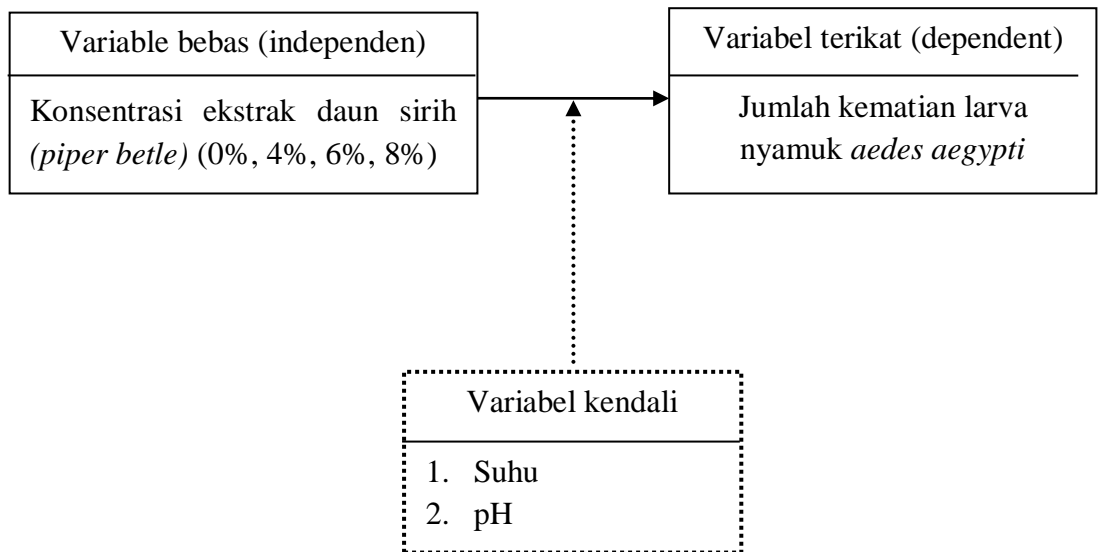 Variable bebas (independen)
Konsentrasi ekstrak daun sirih
(piper betle) (0%, 4%, 6%, 8%)
Variabel terikat (dependent)
Jumlah kematian larva
nyamuk aedes aegypti
Variabel kendali
1. Suhu
2. pH